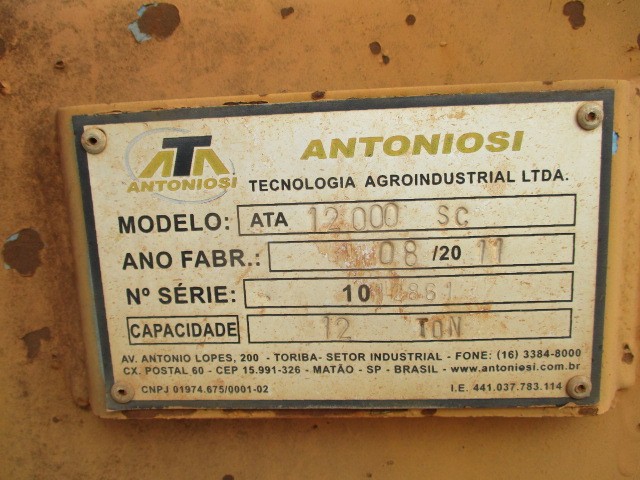 ATA
ANTONIOSI
ANTONIOSI
TECNOLOGIA AGROINDUSTRIAL LTDA.
MODELO: ATA 12.000 SC
ANO FABR.: 08 /20 11
Nº SÉRIE:
CAPACIDADE 12 TON
AV. ANTONIO LOPES, 200 - TORIBA- SETOR INDUSTRIAL - FONE: (16) 3384-8000
CX. POSTAL 60 - CEP 15.991-326 - MATÃO - SP - BRASIL - www.antoniosi.com.br
CNPJ 01974.675/0001-02 I.E. 441.037.783.114